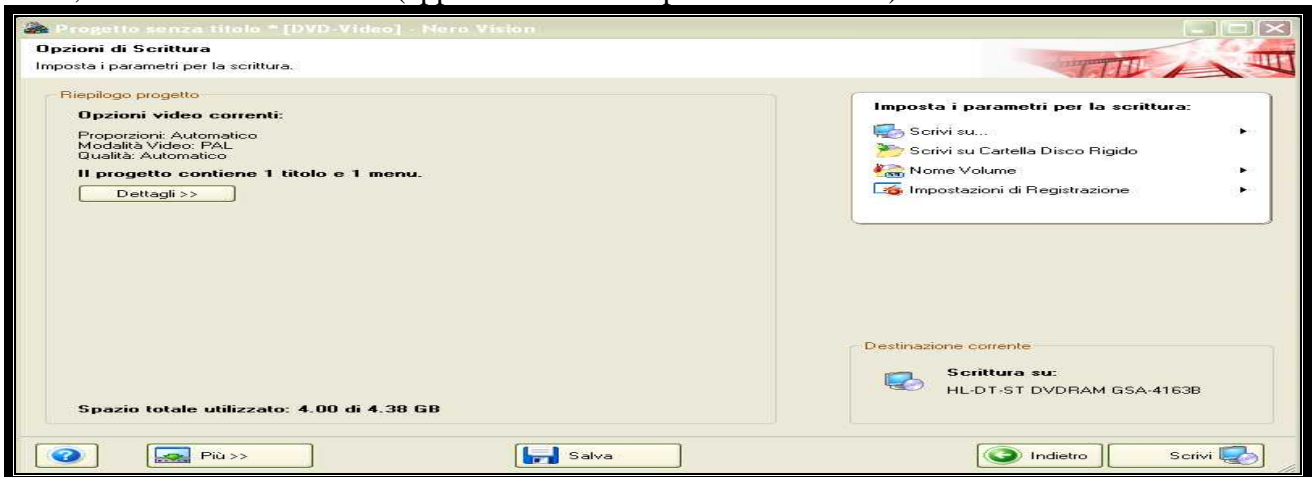 Progetto senza titolo * [DVD-Video] - Nero Vision
Opzioni di Scrittura
Imposta i parametri per la scrittura.
Riepilogo progetto
Opzioni video correnti:
Proporzioni: Automatico
Modalità Video: PAL
Qualità: Automatico
Il progetto contiene 1 titolo e 1 menu.
Dettagli >>
Spazio totale utilizzato: 4.00 di 4.38 GB
Imposta i parametri per la scrittura:
Scrivi su...
Scrivi su Cartella Disco Rigido
Nome Volume
Impostazioni di Registrazione
Destinazione corrente
Scrittura su:
HL-DT-ST DVDRAM GSA-4163B
Più >>
Salva
Indietro
Scrivi